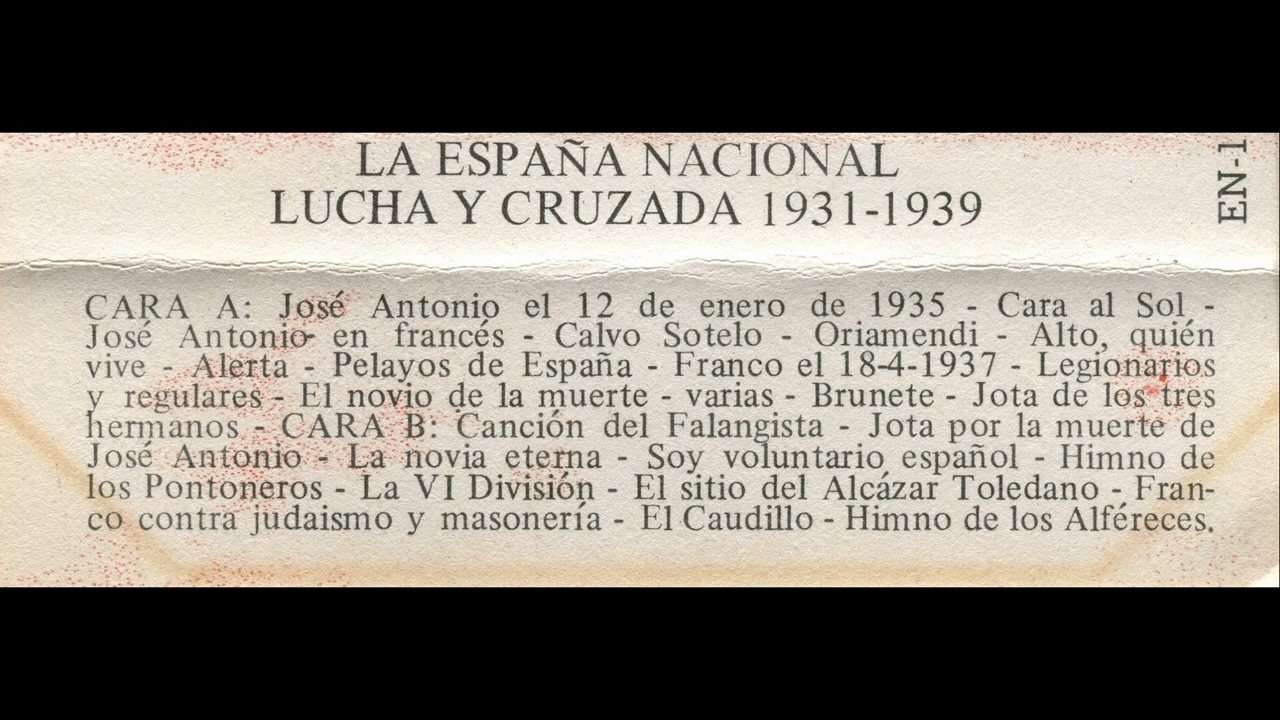 LA ESPAÑA NACIONAL
LUCHA Y CRUZADA 1931-1939
EN-1
CARA A: José Antonio el 12 de enero de 1935 - Cara al Sol -
José Antonio en francés - Calvo Sotelo - Oriamendi - Alto, quién
vive - Alerta - Pelayos de España - Franco el 18-4-1937 - Legionarios
y regulares - El novio de la muerte - varias - Brunete - Jota de los tres
hermanos - CARA B: Canción del Falangista - Jota por la muerte de
José Antonio - La novia eterna - Soy voluntario español - Himno de
los Pontoneros - La VI División - El sitio del Alcázar Toledano - Fran-
co contra judaismo y masonería - El Caudillo - Himno de los Alféreces.